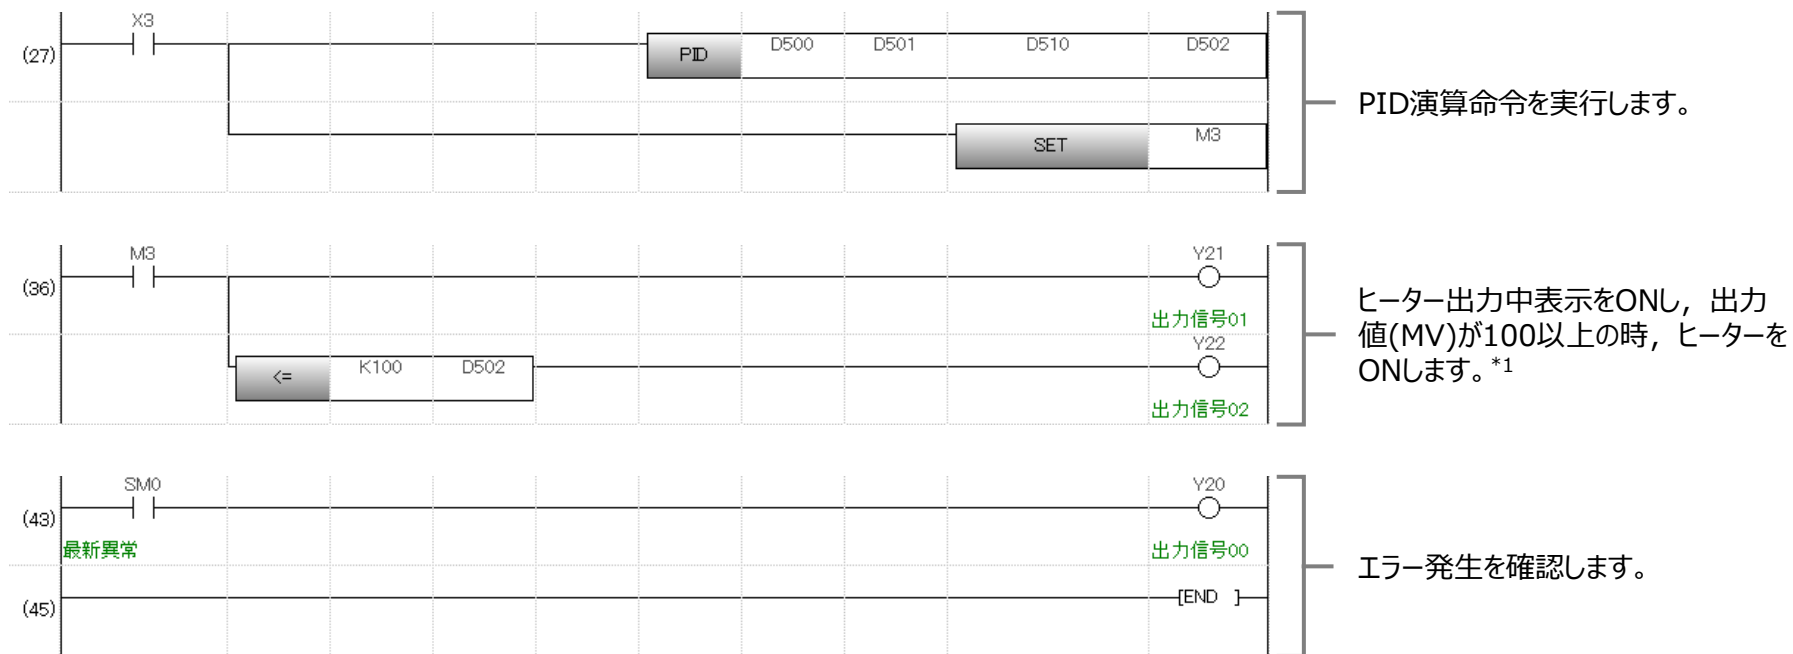 X3
(27) PID D500 D501 D510 D502
PID演算命令を実行します。
SET M3
M3 Y21
(36)
出力信号01
ヒーター出力中表示をONし，出力
値(MV)が100以上の時，ヒーターを
ONします。*1
Y22
<= K100 D502
出力信号02
SM0 Y20
(43)
最新異常 出力信号00
エラー発生を確認します。
(45) [END ]